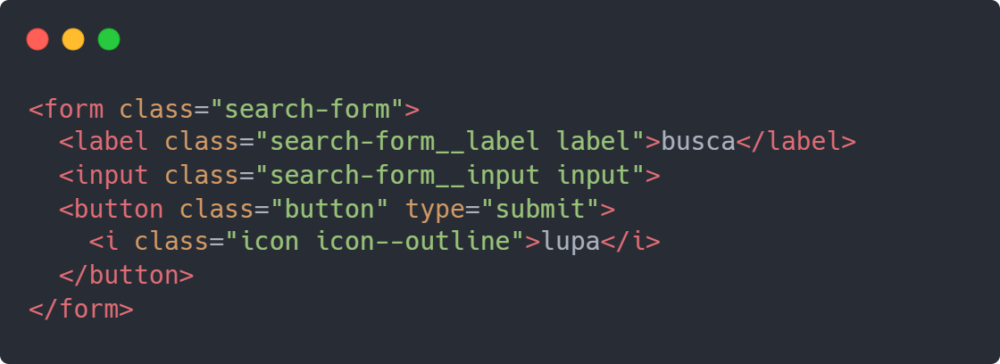 <form class="search-form">
  <label class="search-form__label label">busca</label>
  <input class="search-form__input input">
  <button class="button" type="submit">
    <i class="icon icon--outline">lupa</i>
  </button>
</form>